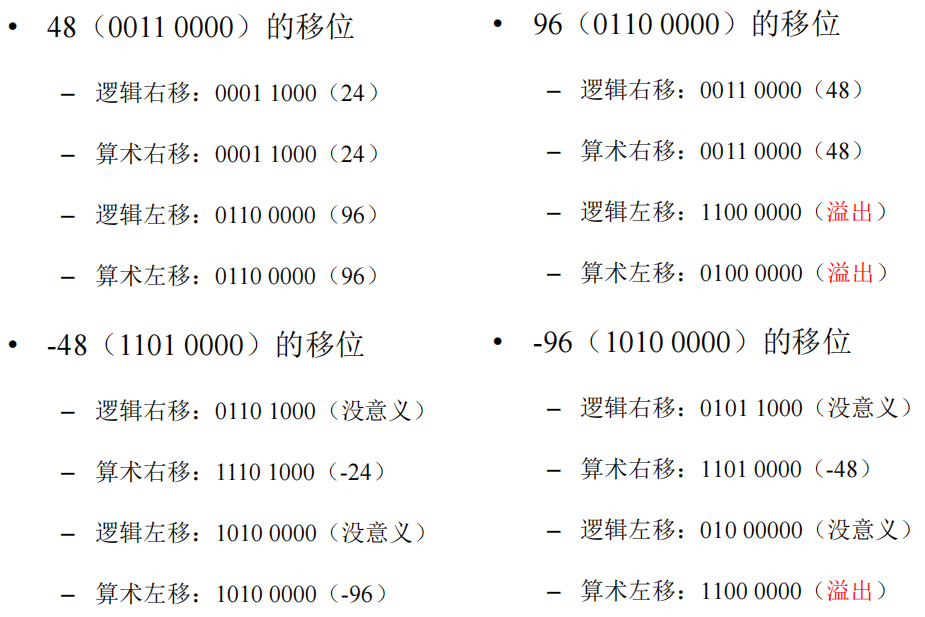 • 48（0011 0000）的移位
– 逻辑右移：0001 1000（24）
– 算术右移：0001 1000（24）
– 逻辑左移：0110 0000（96）
– 算术左移：0110 0000（96）
• -48（1101 0000）的移位
– 逻辑右移：0110 1000（没意义）
– 算术右移：1110 1000（-24）
– 逻辑左移：1010 0000（没意义）
– 算术左移：1010 0000（-96）
• 96（0110 0000）的移位
– 逻辑右移：0011 0000（48）
– 算术右移：0011 0000（48）
– 逻辑左移：1100 0000（溢出）
– 算术左移：0100 0000（溢出）
• -96（1010 0000）的移位
– 逻辑右移：0101 1000（没意义）
– 算术右移：1101 0000（-48）
– 逻辑左移：010 00000（没意义）
– 算术左移：1100 0000（溢出）